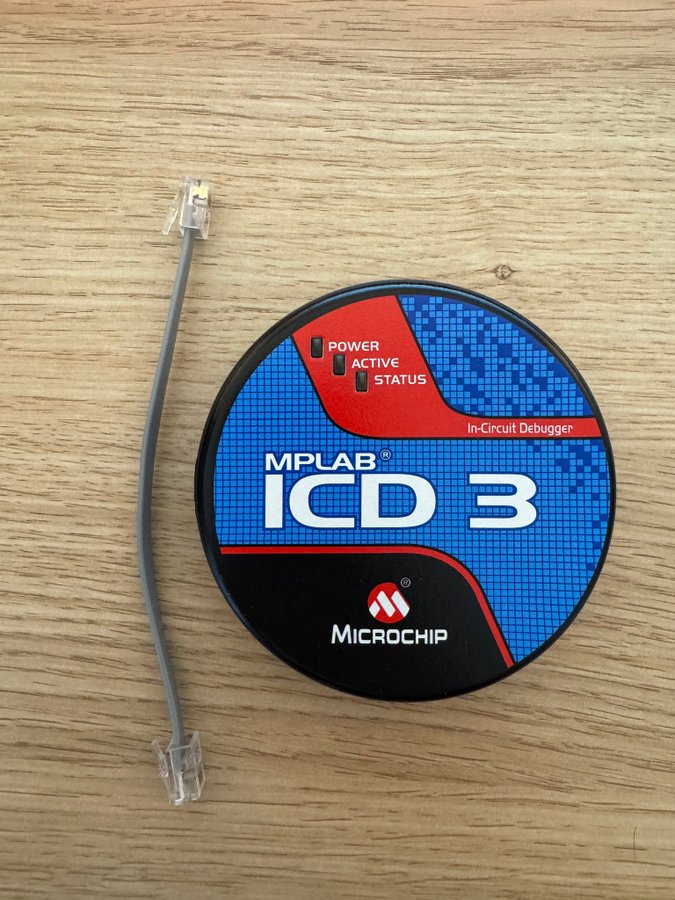 POWER
ACTIVE
STATUS
In-Circuit Debugger
MPLAB®
ICD 3
®
MICROCHIP